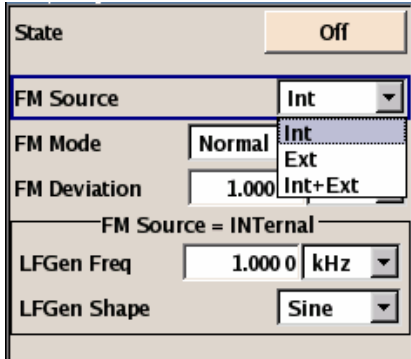 State Off
FM Source Int
Int
Ext
Int+Ext
FM Mode Normal
FM Deviation 1.000
FM Source = INTernal
LFGen Freq 1.000 0 kHz
LFGen Shape Sine